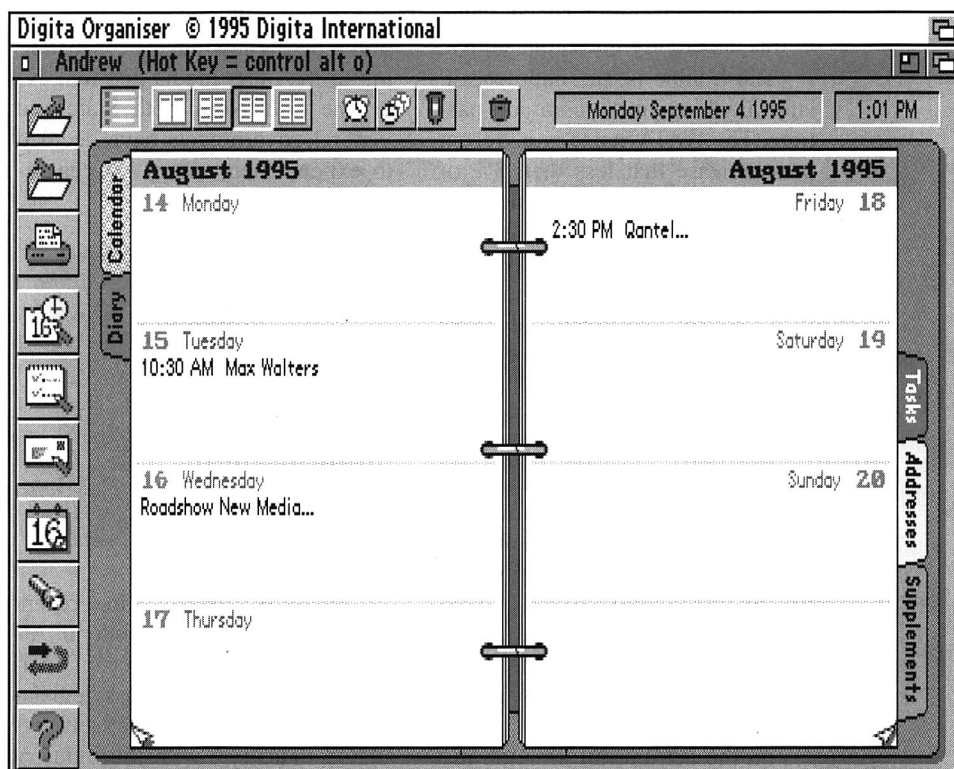 Digita Organiser © 1995 Digita International
Andrew (Hot Key = control alt o)
Monday September 4 1995
1:01 PM
Calendar
Diary
August 1995
14 Monday
15 Tuesday
10:30 AM Max Walters
16 Wednesday
Roadshow New Media...
17 Thursday
August 1995
Friday 18
2:30 PM Qantel...
Saturday 19
Sunday 20
Tasks
Addresses
Supplements
16
16